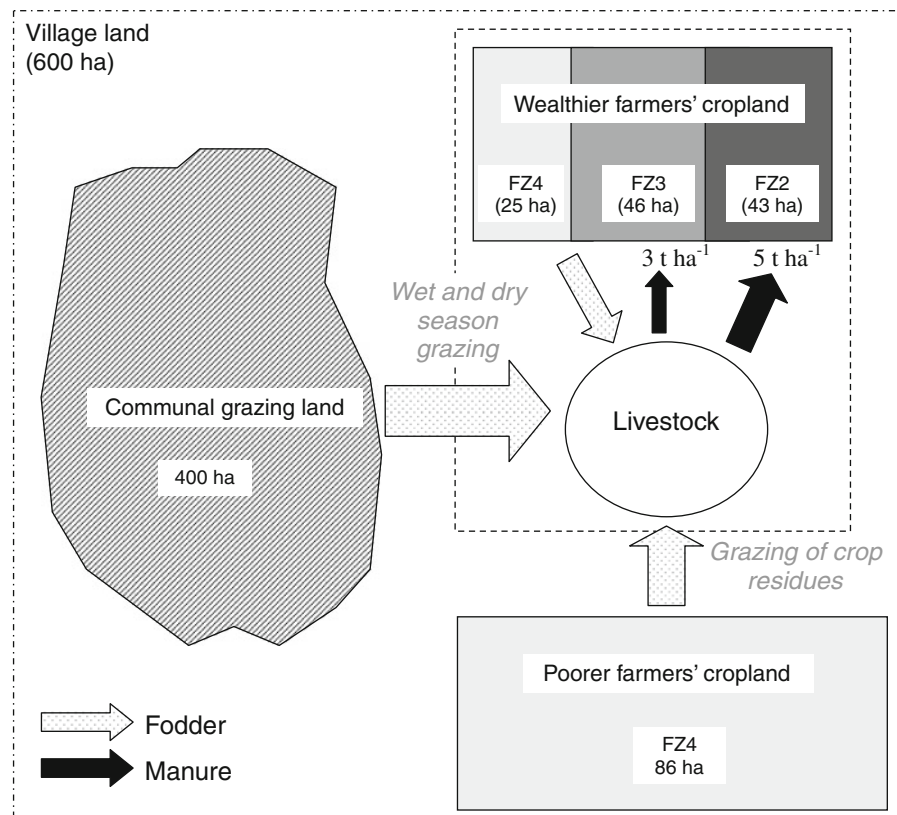 Village land
(600 ha)
Wealthier farmers’ cropland
FZ4
(25 ha)
FZ3
(46 ha)
FZ2
(43 ha)
3 t ha⁻¹
5 t ha⁻¹
Wet and dry
season
grazing
Communal grazing land
400 ha
Livestock
Grazing of crop
residues
Poorer farmers’ cropland
FZ4
86 ha
Fodder
Manure